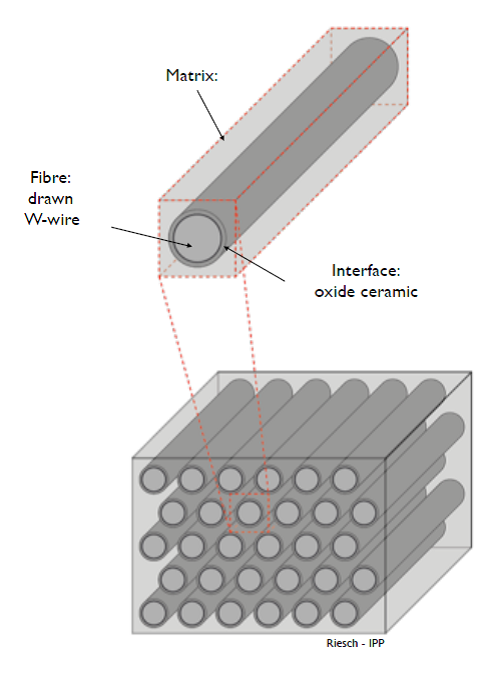 Matrix:
Fibre:
drawn
W-wire
Interface:
oxide ceramic
Riesch - IPP